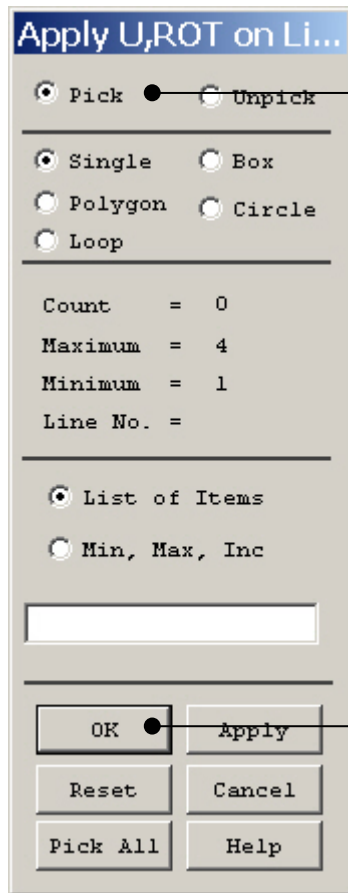 Apply U,ROT on Li...
Pick Unpick
Single Box
Polygon Circle
Loop
Count = 0
Maximum = 4
Minimum = 1
Line No. =
List of Items
Min, Max, Inc
OK Apply
Reset Cancel
Pick All Help